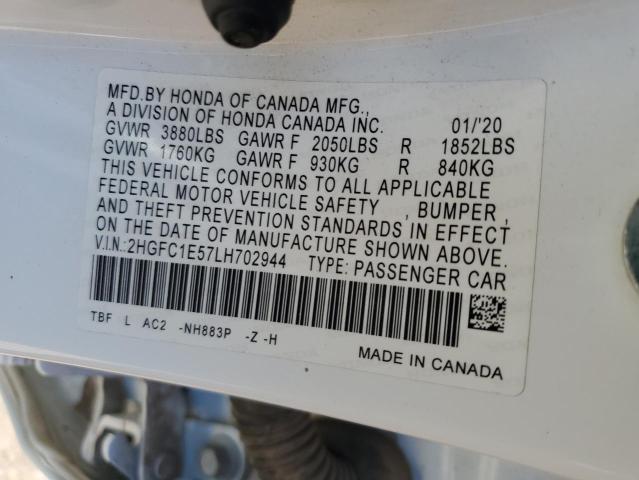 MFD.BY HONDA OF CANADA MFG.,
A DIVISION OF HONDA CANADA INC. 01/'20
GVWR 3880LBS GAWR F 2050LBS R 1852LBS
GVWR 1760KG GAWR F 930KG R 840KG
THIS VEHICLE CONFORMS TO ALL APPLICABLE
FEDERAL MOTOR VEHICLE SAFETY , BUMPER ,
AND THEFT PREVENTION STANDARDS IN EFFECT
ON THE DATE OF MANUFACTURE SHOWN ABOVE.
V.I.N.:2HGFC1E57LH702944 TYPE: PASSENGER CAR
TBF L AC2 -NH883P -Z -H
MADE IN CANADA